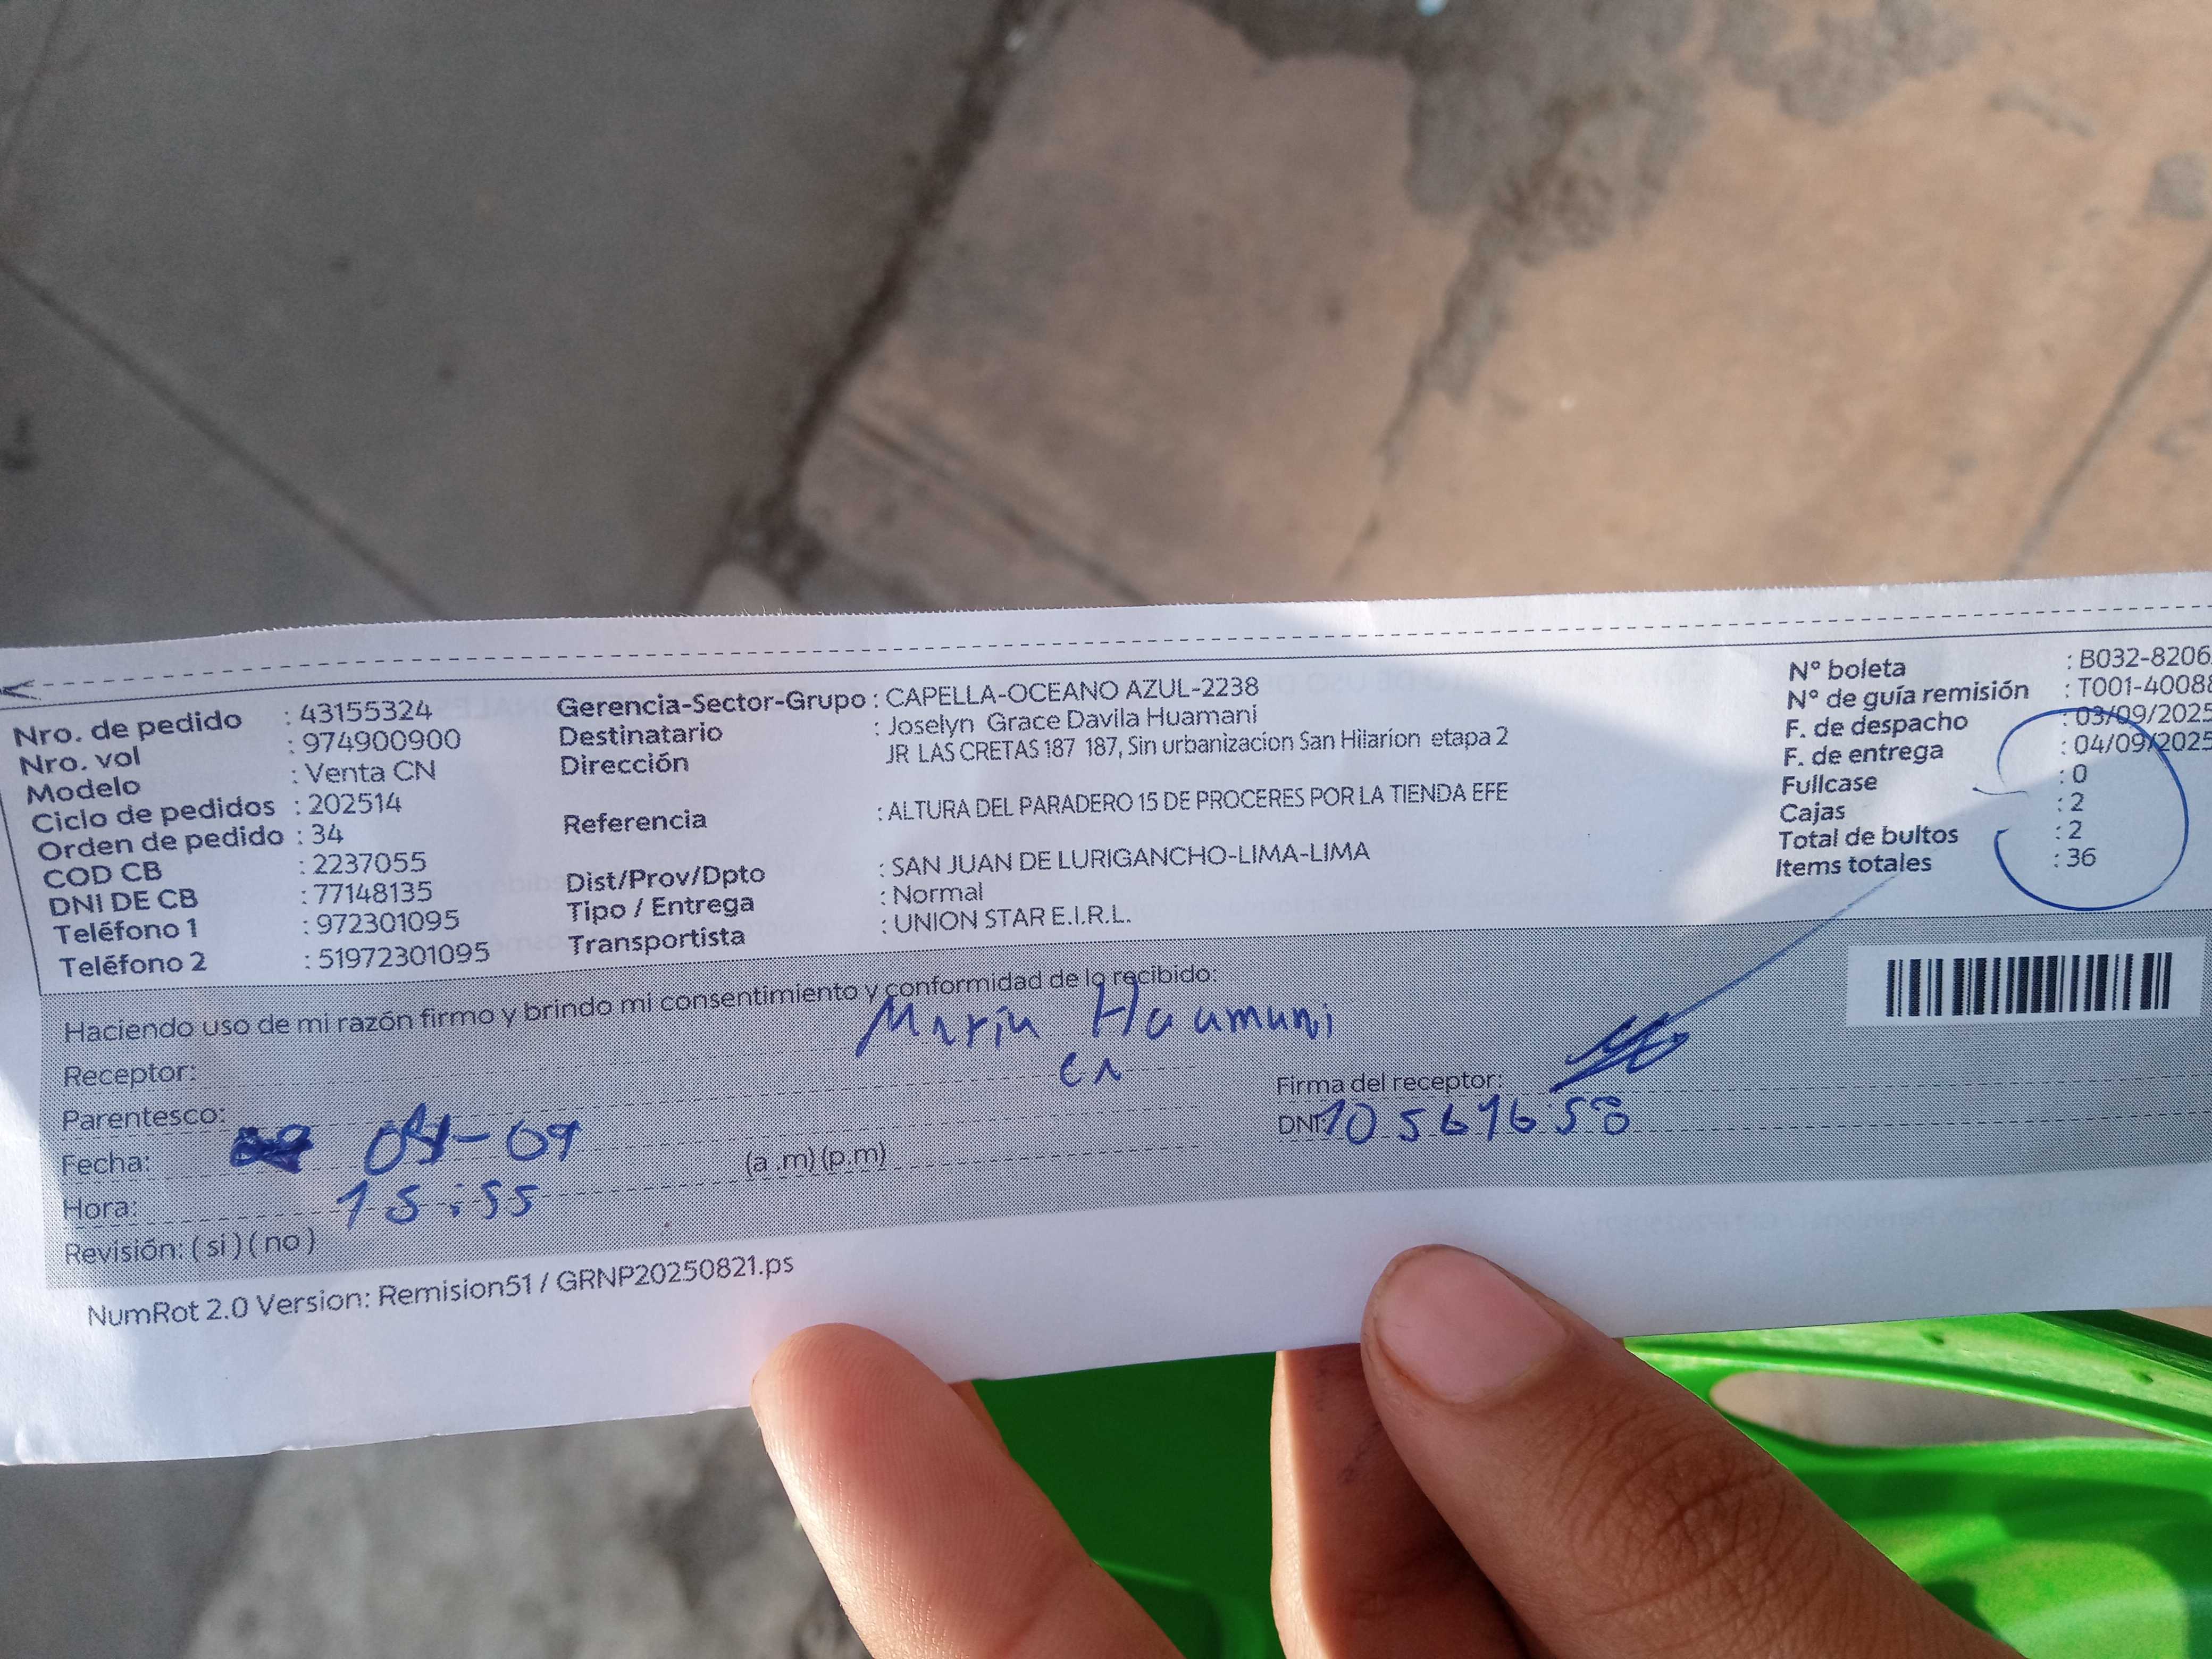 Nro. de pedido : 43155324
Nro. vol : 974900900
Modelo : Venta CN
Ciclo de pedidos : 202514
Orden de pedido : 34
COD CB : 2237055
DNI DE CB : 77148135
Teléfono 1 : 972301095
Teléfono 2 : 51972301095
Gerencia-Sector-Grupo : CAPELLA-OCEANO AZUL-2238
Destinatario : Joselyn Grace Davila Huamani
Dirección JR LAS CRETAS 187 187, Sin urbanizacion San Hilarion etapa 2
Referencia : ALTURA DEL PARADERO 15 DE PROCERES POR LA TIENDA EFE
Dist/Prov/Dpto : SAN JUAN DE LURIGANCHO-LIMA-LIMA
Tipo / Entrega : Normal
Transportista : UNION STAR E.I.R.L.
N° boleta : B032-8206
N° de guía remisión : T001-4008
F. de despacho : 03/09/2025
F. de entrega : 04/09/2025
Fullcase : 0
Cajas : 2
Total de bultos : 2
Items totales : 36
Haciendo uso de mi razón firmo y brindo mi consentimiento y conformidad de lo recibido:
Receptor: Maria Huamuni
Parentesco:
Fecha: -09
Hora: 15:55 (a .m) (p.m)
Revisión: ( si ) ( no )
Firma del receptor:
DNI:
NumRot 2.0 Version: Remision51 / GRNP20250821.ps